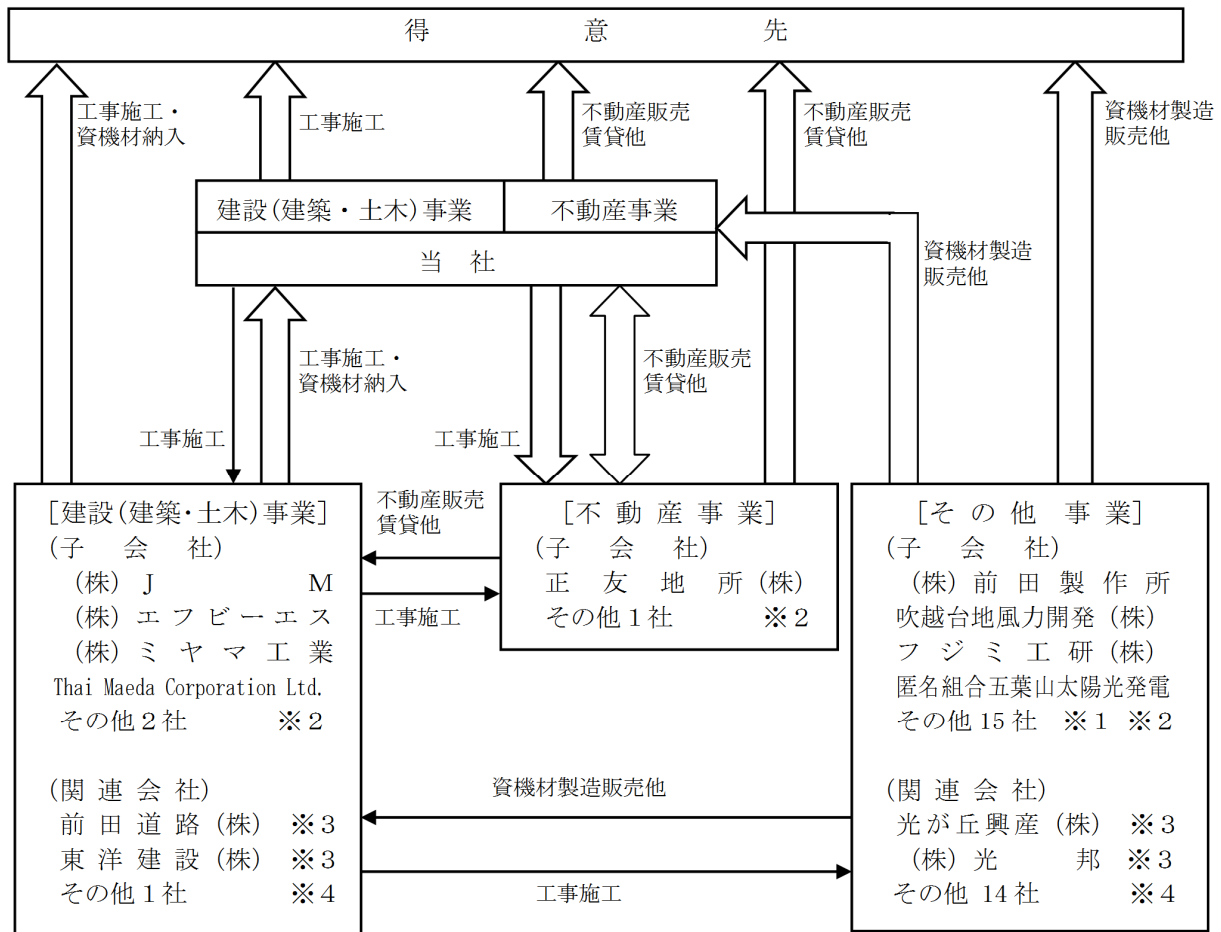 得意先
工事施工・
資機材納入
工事施工
不動産販売
賃貸他
不動産販売
賃貸他
資機材製造
販売他
建設(建築・土木)事業
不動産事業
当社
資機材製造
販売他
工事施工・
資機材納入
不動産販売
賃貸他
工事施工
工事施工
[建設(建築・土木)事業]
(子会社)
(株)JM
(株)エフビーエス
(株)ミヤマ工業
Thai Maeda Corporation Ltd.
その他2社 ※2
(関連会社)
前田道路(株) ※3
東洋建設(株) ※3
その他1社 ※4
不動産販売
賃貸他
工事施工
[不動産事業]
(子会社)
正友地所(株)
その他1社 ※2
資機材製造販売他
工事施工
[その他事業]
(子会社)
(株)前田製作所
吹越台地風力開発(株)
フジミ工研(株)
匿名組合五葉山太陽光発電
その他15社 ※1 ※2
(関連会社)
光が丘興産(株) ※3
(株)光邦 ※3
その他14社 ※4